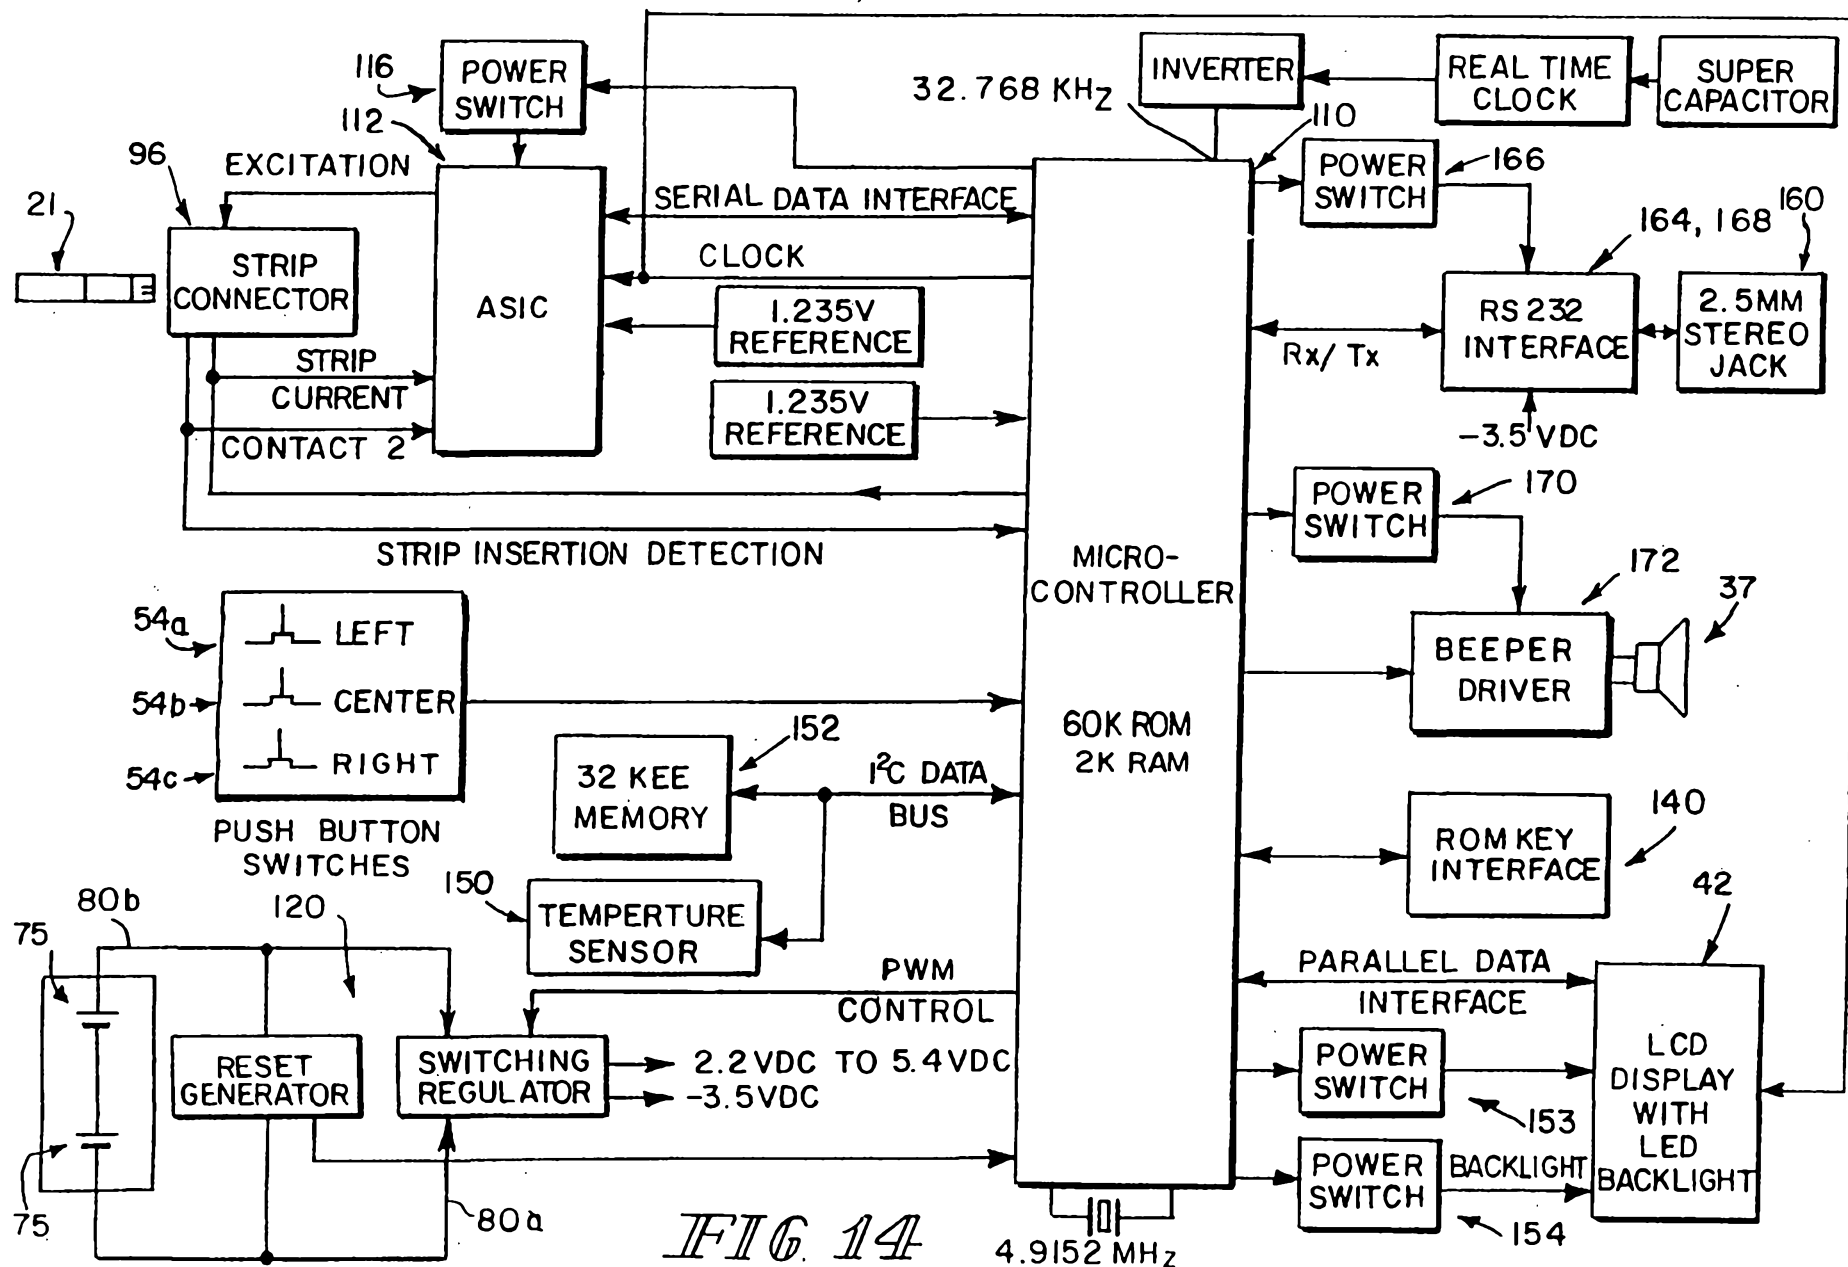 116
POWER
SWITCH
32.768 KHz
INVERTER
REAL TIME
CLOCK
SUPER
CAPACITOR
112
110
96
EXCITATION
POWER
SWITCH
166
21
SERIAL DATA INTERFACE
164, 168
160
STRIP
CONNECTOR
ASIC
CLOCK
1.235V
REFERENCE
RS 232
INTERFACE
2.5MM
STEREO
JACK
Rx/ Tx
STRIP
CURRENT
1.235V
REFERENCE
CONTACT 2
-3.5 VDC
POWER
SWITCH
170
STRIP INSERTION DETECTION
MICRO-
CONTROLLER
172
37
54a
LEFT
54b
CENTER
54c
RIGHT
BEEPER
DRIVER
60K ROM
2K RAM
152
32 KEE
MEMORY
I²C DATA
BUS
PUSH BUTTON
SWITCHES
ROM KEY
INTERFACE
140
150
TEMPERTURE
SENSOR
42
75
80b
120
PWM
CONTROL
PARALLEL DATA
INTERFACE
RESET
GENERATOR
SWITCHING
REGULATOR
2.2 VDC TO 5.4 VDC
-3.5VDC
POWER
SWITCH
153
LCD
DISPLAY
WITH
LED
BACKLIGHT
POWER
SWITCH
BACKLIGHT
154
75
80a
FIG. 14
4.9152 MHz